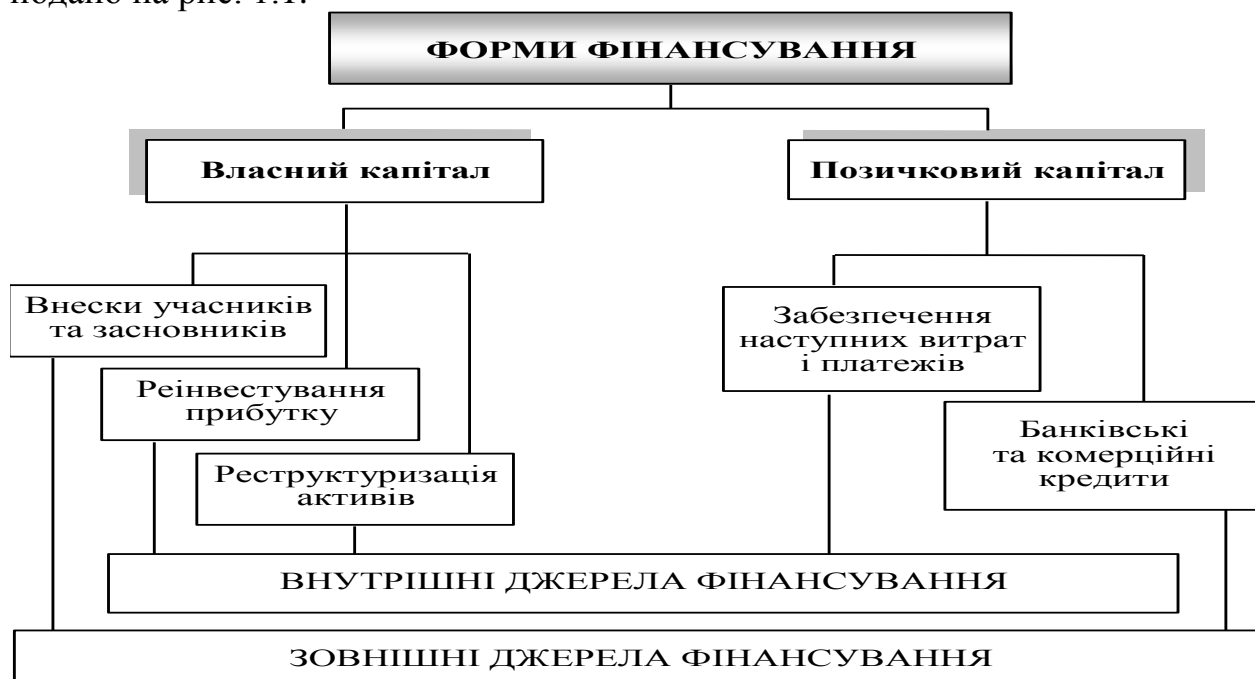 подано на рис. 1.1.
ФОРМИ ФІНАНСУВАННЯ
Власний капітал
Позичковий капітал
Внески учасників
та засновників
Реінвестування
прибутку
Реструктуризація
активів
Забезпечення
наступних витрат
і платежів
Банківські
та комерційні
кредити
ВНУТРІШНІ ДЖЕРЕЛА ФІНАНСУВАННЯ
ЗОВНІШНІ ДЖЕРЕЛА ФІНАНСУВАННЯ